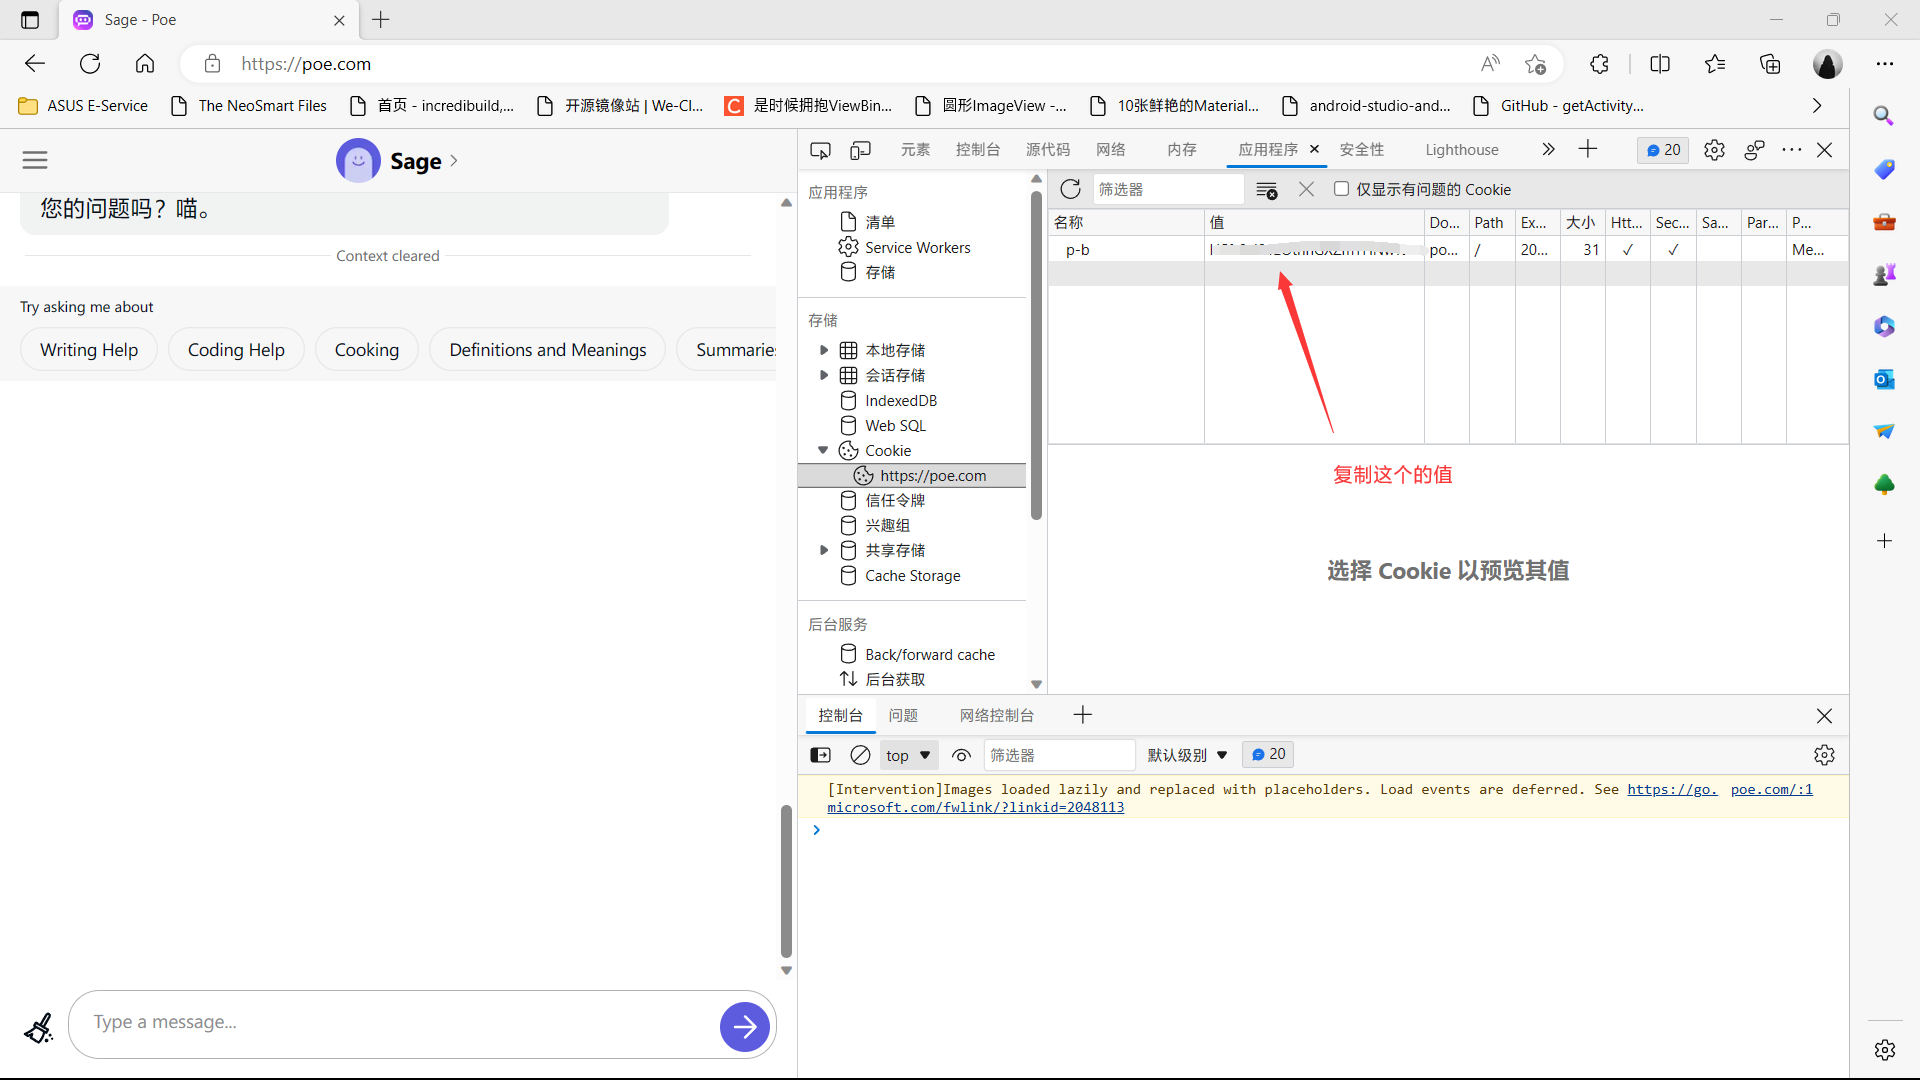 Sage - Poe
https://poe.com
ASUS E-Service
The NeoSmart Files
首页 - incredibuild,...
开源镜像站 | We-Cl...
C
是时候拥抱ViewBin...
圆形ImageView -...
10张鲜艳的Material...
android-studio-and...
GitHub - getActivity...
Sage
您的问题吗？喵。
Context cleared
Try asking me about
Writing Help
Coding Help
Cooking
Definitions and Meanings
Summaries
Type a message...
元素
控制台
源代码
网络
内存
应用程序
安全性
Lighthouse
20
应用程序
清单
Service Workers
存储
存储
本地存储
会话存储
IndexedDB
Web SQL
Cookie
https://poe.com
信任令牌
兴趣组
共享存储
Cache Storage
后台服务
Back/forward cache
后台获取
筛选器
仅显示有问题的 Cookie
名称
值
Do...
Path
Ex...
大小
Htt...
Sec...
Sa...
Par...
P...
p-b
po...
/
20...
31
✓
✓
Me...
复制这个的值
选择 Cookie 以预览其值
控制台
问题
网络控制台
top
筛选器
默认级别
20
[Intervention]Images loaded lazily and replaced with placeholders. Load events are deferred. See https://go. poe.com/:1
microsoft.com/fwlink/?linkid=2048113